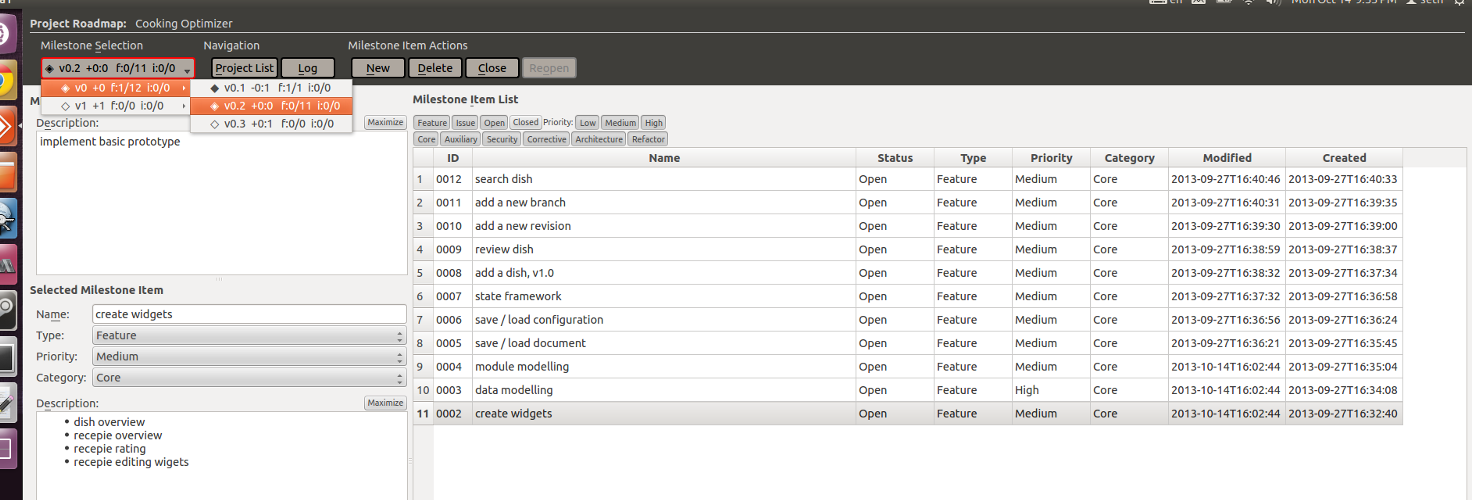 en Mon Oct 14 9:55 PM seth
Project Roadmap: Cooking Optimizer
Milestone Selection Navigation Milestone Item Actions
v0.2 +0:0 f:0/11 i:0/0 Project List Log New Delete Close Reopen
v0 +0 f:1/12 i:0/0
v1 +1 f:0/0 i:0/0
v0.1 -0:1 f:1/1 i:0/0
v0.2 +0:0 f:0/11 i:0/0
v0.3 +0:1 f:0/0 i:0/0
Description: Maximize
implement basic prototype
Selected Milestone Item
Name: create widgets
Type: Feature
Priority: Medium
Category: Core
Description: Maximize
• dish overview
• recepie overview
• recepie rating
• recepie editing wigets
Milestone Item List
Feature Issue Open Closed Priority: Low Medium High
Core Auxiliary Security Corrective Architecture Refactor
ID Name Status Type Priority Category Modified Created
1 0012 search dish Open Feature Medium Core 2013-09-27T16:40:46 2013-09-27T16:40:33
2 0011 add a new branch Open Feature Medium Core 2013-09-27T16:40:31 2013-09-27T16:39:35
3 0010 add a new revision Open Feature Medium Core 2013-09-27T16:39:30 2013-09-27T16:39:00
4 0009 review dish Open Feature Medium Core 2013-09-27T16:38:59 2013-09-27T16:38:37
5 0008 add a dish, v1.0 Open Feature Medium Core 2013-09-27T16:38:32 2013-09-27T16:37:34
6 0007 state framework Open Feature Medium Core 2013-09-27T16:37:32 2013-09-27T16:36:58
7 0006 save / load configuration Open Feature Medium Core 2013-09-27T16:36:56 2013-09-27T16:36:24
8 0005 save / load document Open Feature Medium Core 2013-09-27T16:36:21 2013-09-27T16:35:45
9 0004 module modelling Open Feature Medium Core 2013-10-14T16:02:44 2013-09-27T16:35:04
10 0003 data modelling Open Feature High Core 2013-10-14T16:02:44 2013-09-27T16:34:08
11 0002 create widgets Open Feature Medium Core 2013-10-14T16:02:44 2013-09-27T16:32:40